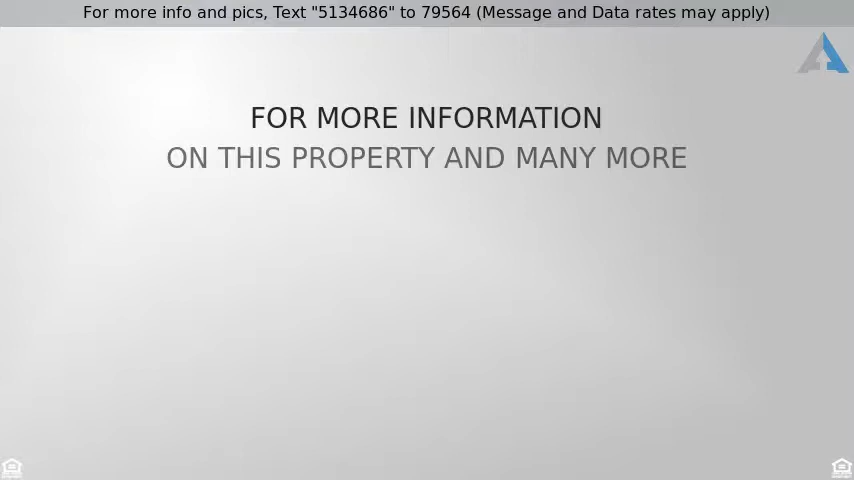 For more info and pics, Text "5134686" to 79564 (Message and Data rates may apply)
FOR MORE INFORMATION
ON THIS PROPERTY AND MANY MORE